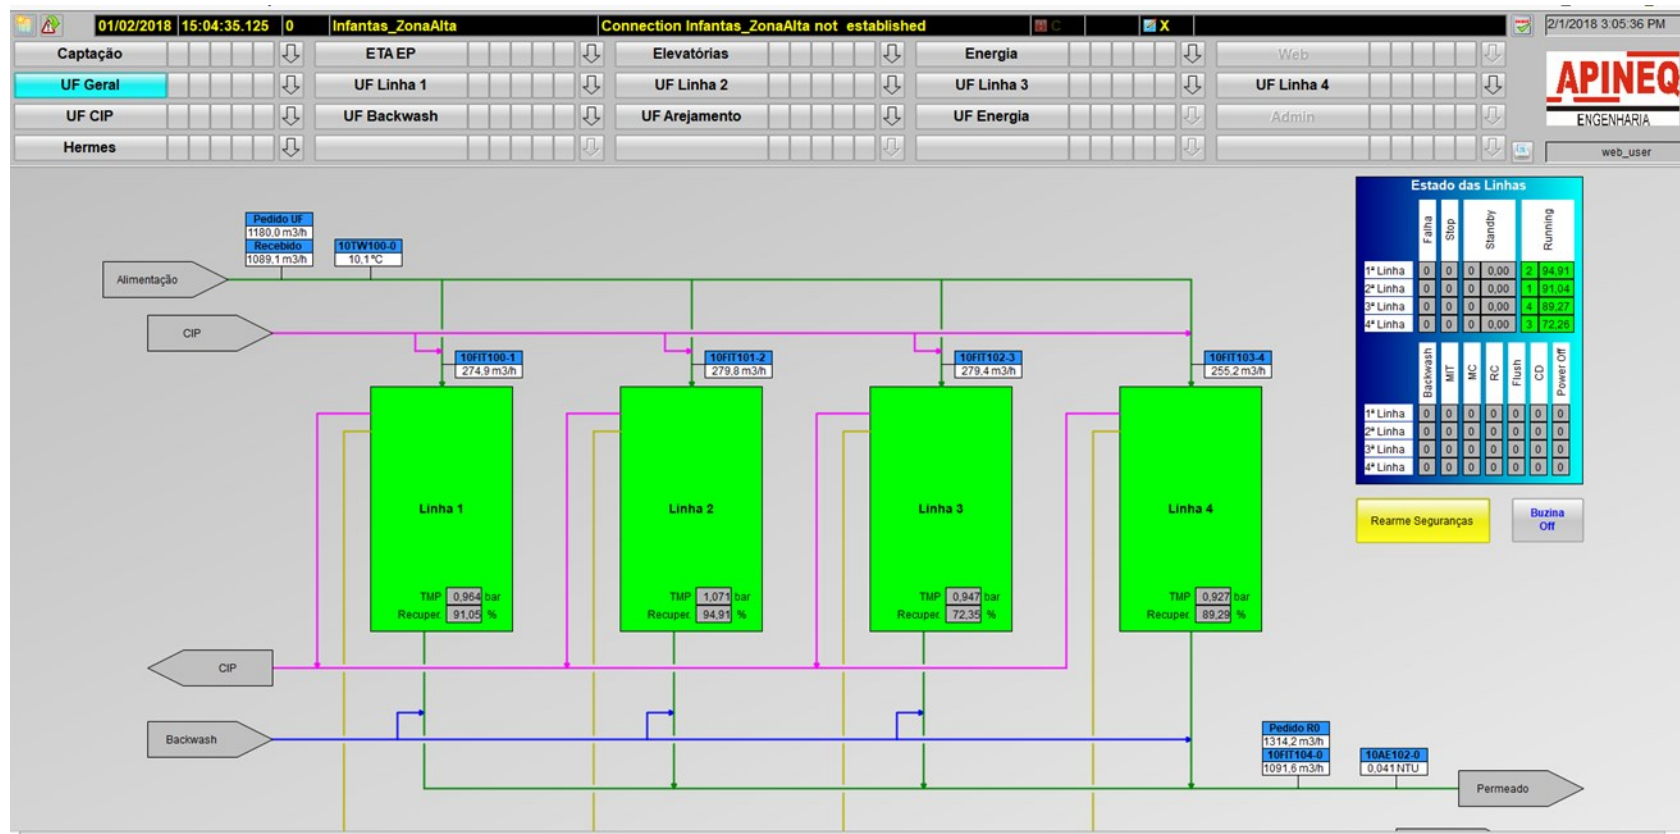 01/02/2018 15:04:35.125 0 Infantas_ZonaAlta Connection Infantas_ZonaAlta not established C X 2/1/2018 3:05:36 PM
Captação ETA EP Elevatórias Energia Web
UF Geral UF Linha 1 UF Linha 2 UF Linha 3 UF Linha 4
APINEQ
UF CIP UF Backwash UF Arejamento UF Energia Admin
ENGENHARIA
Hermes web_user
Estado das Linhas
Falha Stop Standby Running
1ª Linha 0 0 0 0,00 2 94,91
2ª Linha 0 0 0 0,00 1 91,04
3ª Linha 0 0 0 0,00 4 89,27
4ª Linha 0 0 0 0,00 3 72,26
Backwash MIT MC RC Flush CD Power Off
1ª Linha 0 0 0 0 0 0 0
2ª Linha 0 0 0 0 0 0 0
3ª Linha 0 0 0 0 0 0 0
4ª Linha 0 0 0 0 0 0 0
Rearme Seguranças
Buzina
Off
Pedido UF
1180,0 m3/h
Recebido
1089,1 m3/h
10TW100-0
10,1 ºC
Alimentação
CIP
10FIT100-1
274,9 m3/h
10FIT101-2
279,8 m3/h
10FIT102-3
279,4 m3/h
10FIT103-4
255,2 m3/h
Linha 1
TMP 0,964 bar
Recuper. 91,05 %
Linha 2
TMP 1,071 bar
Recuper. 94,91 %
Linha 3
TMP 0,947 bar
Recuper. 72,35 %
Linha 4
TMP 0,927 bar
Recuper. 89,29 %
CIP
Backwash
Pedido R0
1314,2 m3/h
10FIT104-0
1091,6 m3/h
10AE102-0
0,041 NTU
Permeado